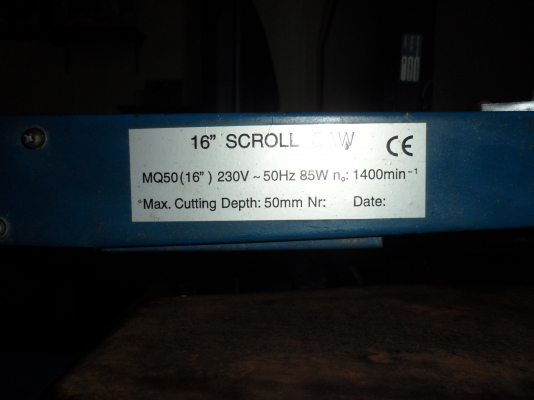 16" SCROLL SAW CE
MQ50(16") 230V ~ 50Hz 85W n₀: 1400min⁻¹
*Max. Cutting Depth: 50mm Nr: Date: